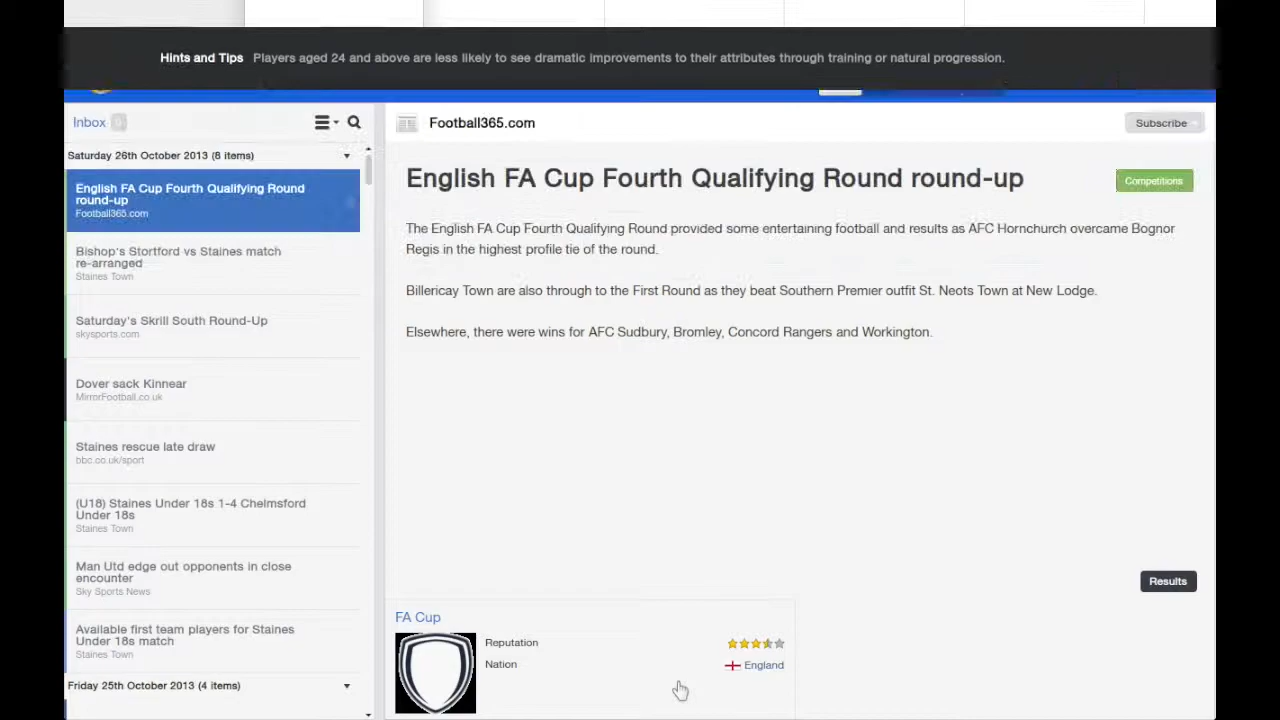 Hints and Tips Players aged 24 and above are less likely to see dramatic improvements to their attributes through training or natural progression.
Inbox 0
Football365.com
Subscribe
Saturday 26th October 2013 (8 items)
English FA Cup Fourth Qualifying Round
round-up
Football365.com
Bishop's Stortford vs Staines match
re-arranged
Staines Town
Saturday's Skrill South Round-Up
skysports.com
Dover sack Kinnear
MirrorFootball.co.uk
Staines rescue late draw
bbc.co.uk/sport
(U18) Staines Under 18s 1-4 Chelmsford
Under 18s
Staines Town
Man Utd edge out opponents in close
encounter
Sky Sports News
Available first team players for Staines
Under 18s match
Staines Town
Friday 25th October 2013 (4 items)
English FA Cup Fourth Qualifying Round round-up
Competitions
The English FA Cup Fourth Qualifying Round provided some entertaining football and results as AFC Hornchurch overcame Bognor
Regis in the highest profile tie of the round.
Billericay Town are also through to the First Round as they beat Southern Premier outfit St. Neots Town at New Lodge.
Elsewhere, there were wins for AFC Sudbury, Bromley, Concord Rangers and Workington.
Results
FA Cup
Reputation
Nation England